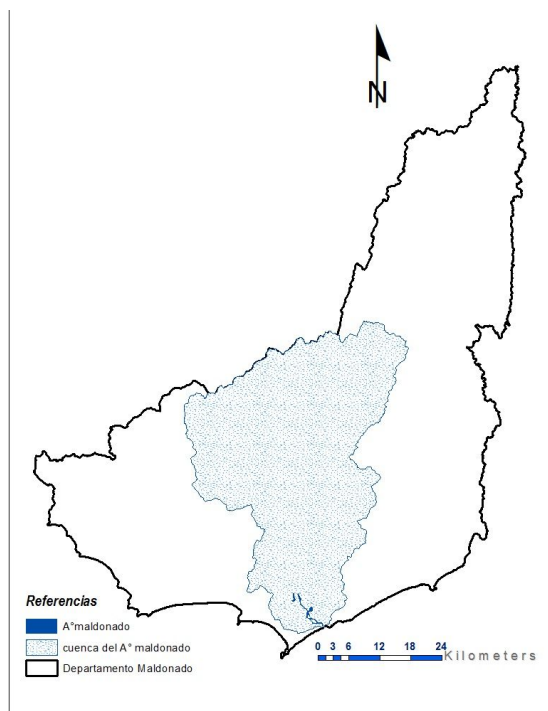 N
Referencias
A°maldonado
cuenca del A° maldonado
Departamento Maldonado
0 3 6 12 18 24
Kilometers